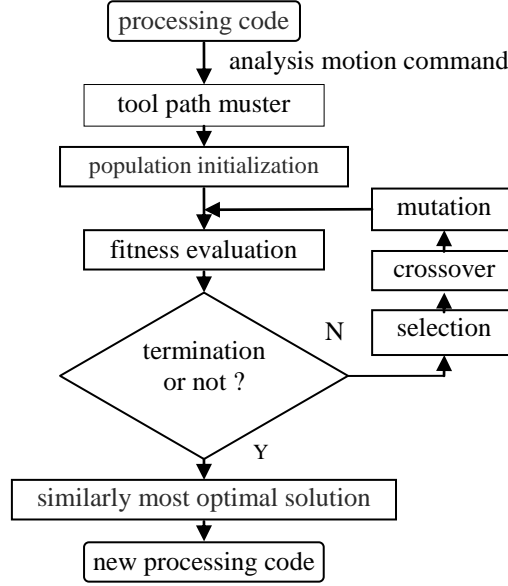 processing code
analysis motion command
tool path muster
population initialization
mutation
fitness evaluation
crossover
N
selection
termination
or not ?
Y
similarly most optimal solution
new processing code